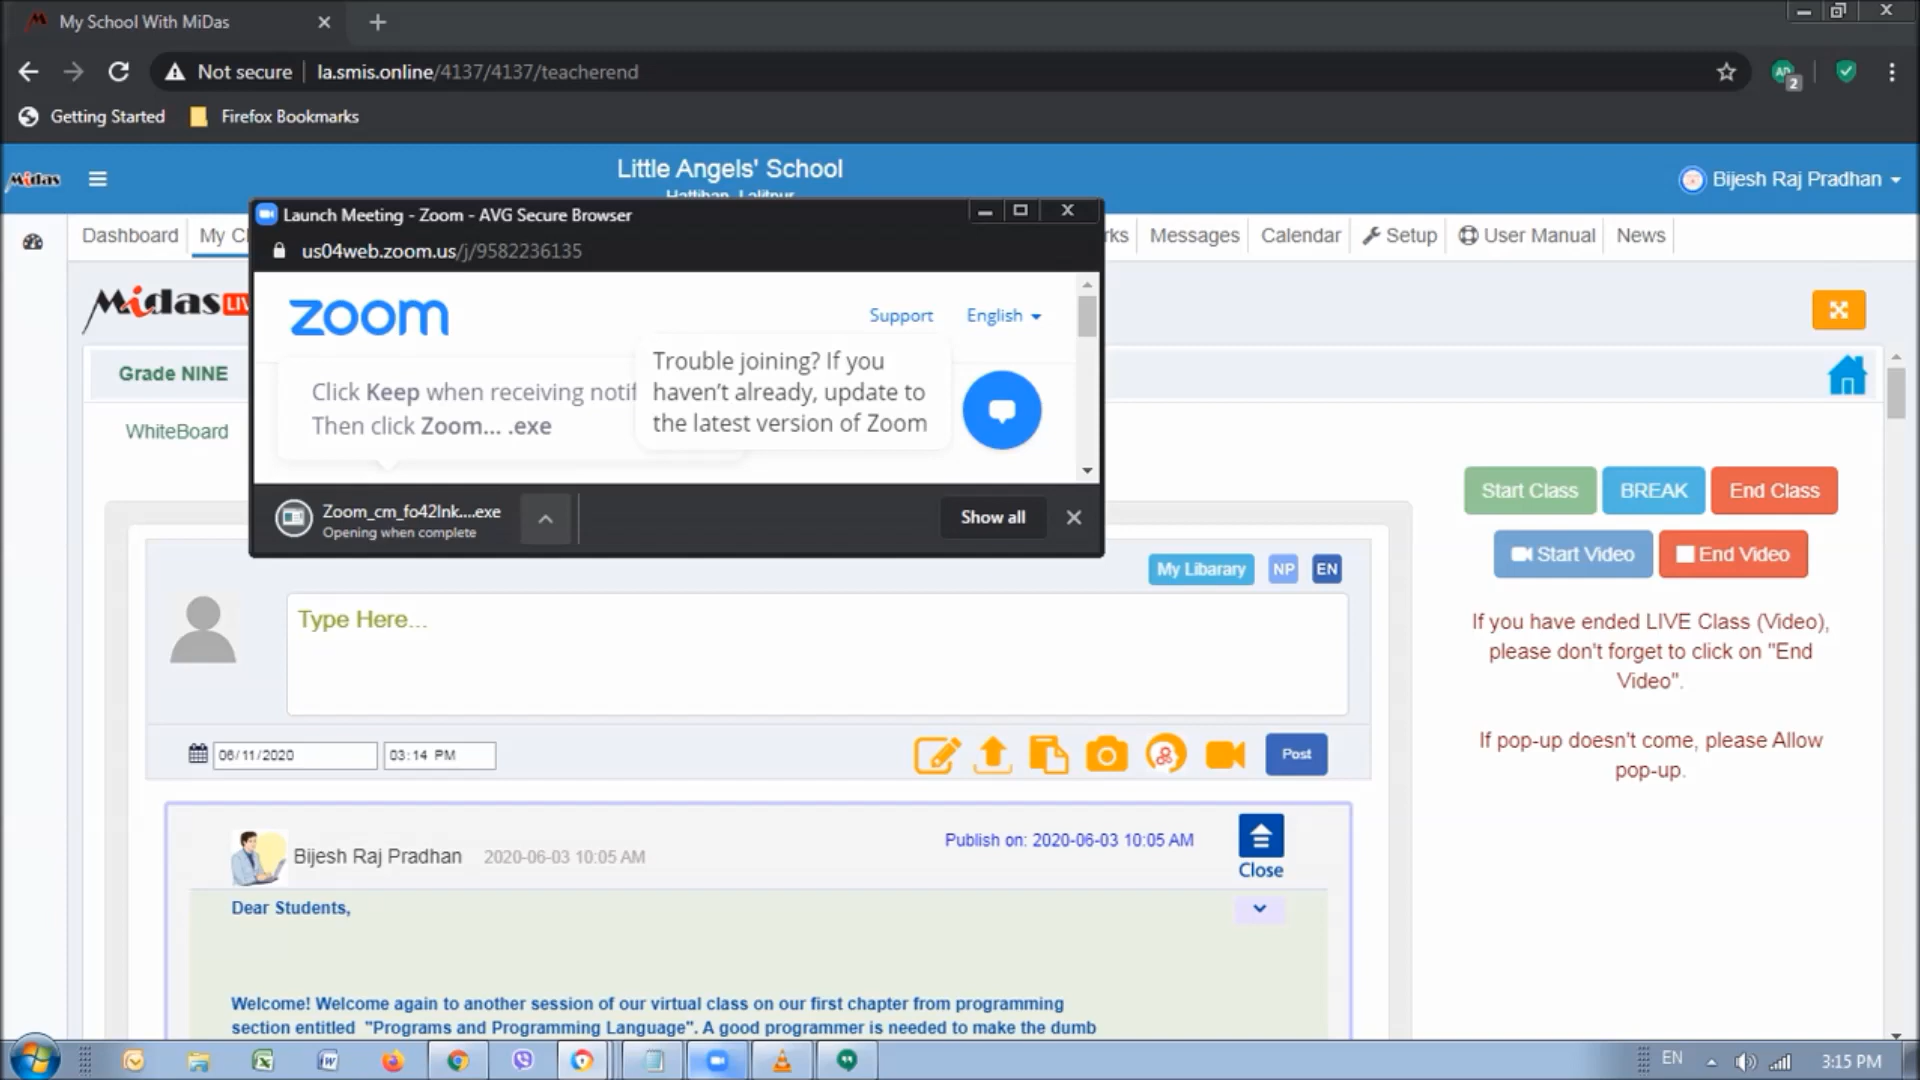 My School With MiDas
Not secure
la.smis.online/4137/4137/teacherend
2
Getting Started
Firefox Bookmarks
Midas
Little Angels' School
Hattiban, Lalitpur
Bijesh Raj Pradhan
Dashboard
My Cl
rks
Messages
Calendar
Setup
User Manual
News
Launch Meeting - Zoom - AVG Secure Browser
us04web.zoom.us/j/9582236135
zoom
Support
English
Click Keep when receiving notif
Then click Zoom... .exe
Trouble joining? If you
haven't already, update to
the latest version of Zoom
Zoom_cm_fo42lnk....exe
Opening when complete
Show all
Midas LIV
Grade NINE
WhiteBoard
Start Class
BREAK
End Class
Start Video
End Video
If you have ended LIVE Class (Video),
please don't forget to click on "End
Video".
If pop-up doesn't come, please Allow
pop-up.
My Libarary
NP
EN
Type Here...
06/11/2020
03:14 PM
Post
Bijesh Raj Pradhan
2020-06-03 10:05 AM
Publish on: 2020-06-03 10:05 AM
Close
Dear Students,
Welcome! Welcome again to another session of our virtual class on our first chapter from programming
section entitled "Programs and Programming Language". A good programmer is needed to make the dumb
EN
3:15 PM